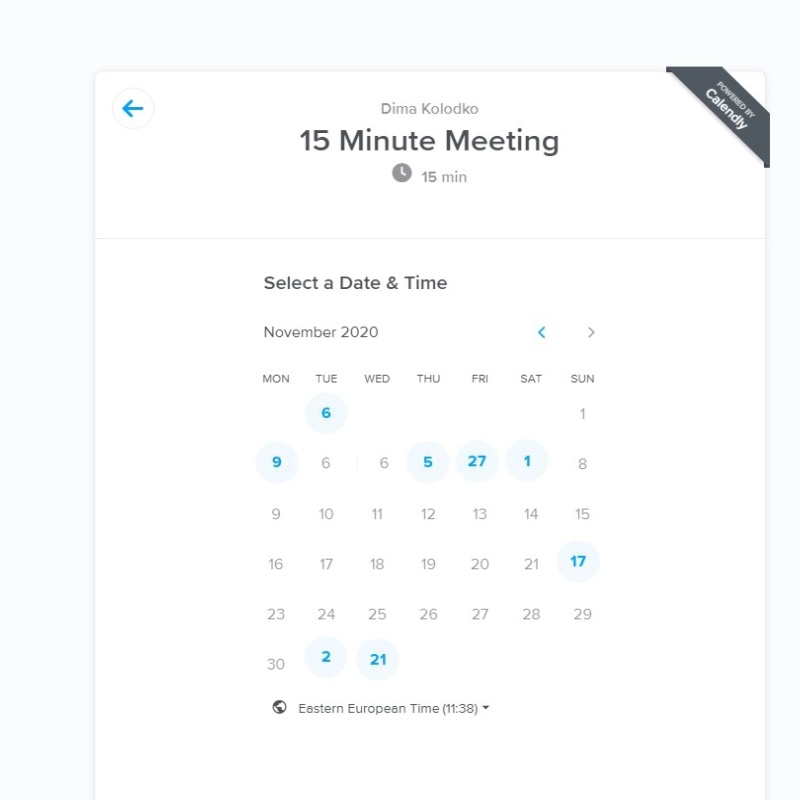 POWERED BY
Calendly
Dima Kolodko
15 Minute Meeting
15 min
Select a Date & Time
November 2020
MON TUE WED THU FRI SAT SUN
6 1
9 6 6 5 27 1 8
9 10 11 12 13 14 15
16 17 18 19 20 21 17
23 24 25 26 27 28 29
30 2 21
Eastern European Time (11:38)